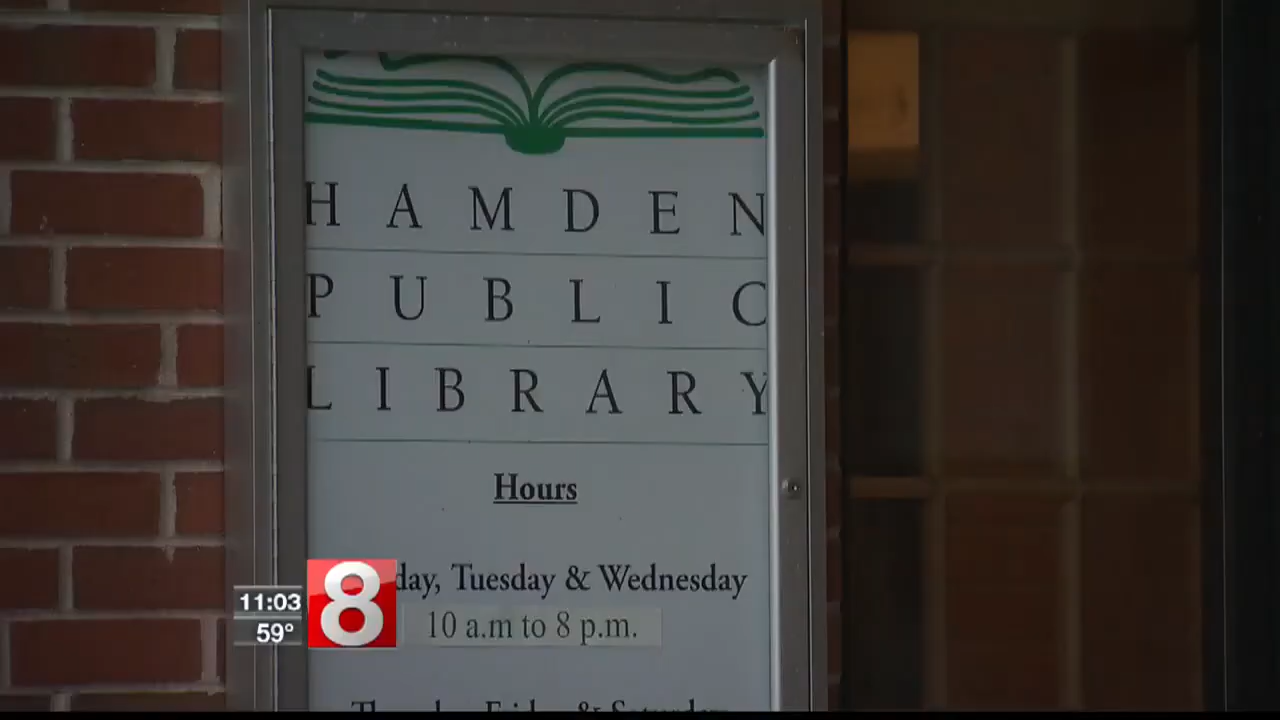 HAMDEN
PUBLIC
LIBRARY
Hours
day, Tuesday & Wednesday
10 a.m to 8 p.m.
11:03
59°
8